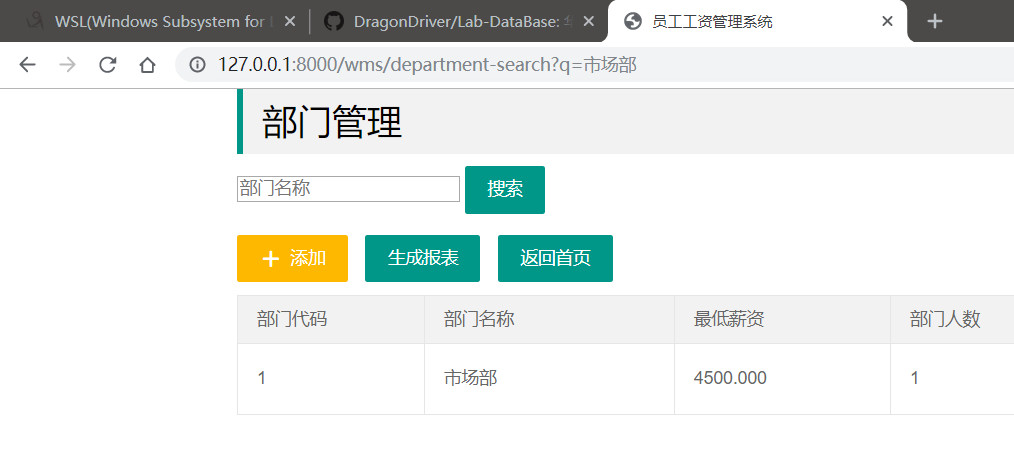 WSL(Windows Subsystem for
DragonDriver/Lab-DataBase:
员工工资管理系统
127.0.0.1:8000/wms/department-search?q=市场部
部门管理
部门名称 搜索
+ 添加 生成报表 返回首页
部门代码 部门名称 最低薪资 部门人数
1 市场部 4500.000 1